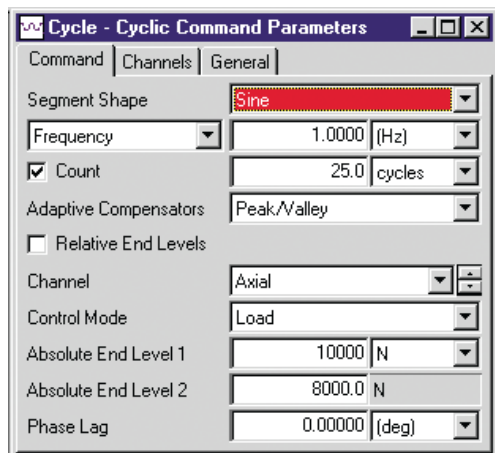 Cycle - Cyclic Command Parameters
Command Channels General
Segment Shape Sine
Frequency 1.0000 (Hz)
Count 25.0 cycles
Adaptive Compensators Peak/Valley
Relative End Levels
Channel Axial
Control Mode Load
Absolute End Level 1 10000 N
Absolute End Level 2 8000.0 N
Phase Lag 0.00000 (deg)